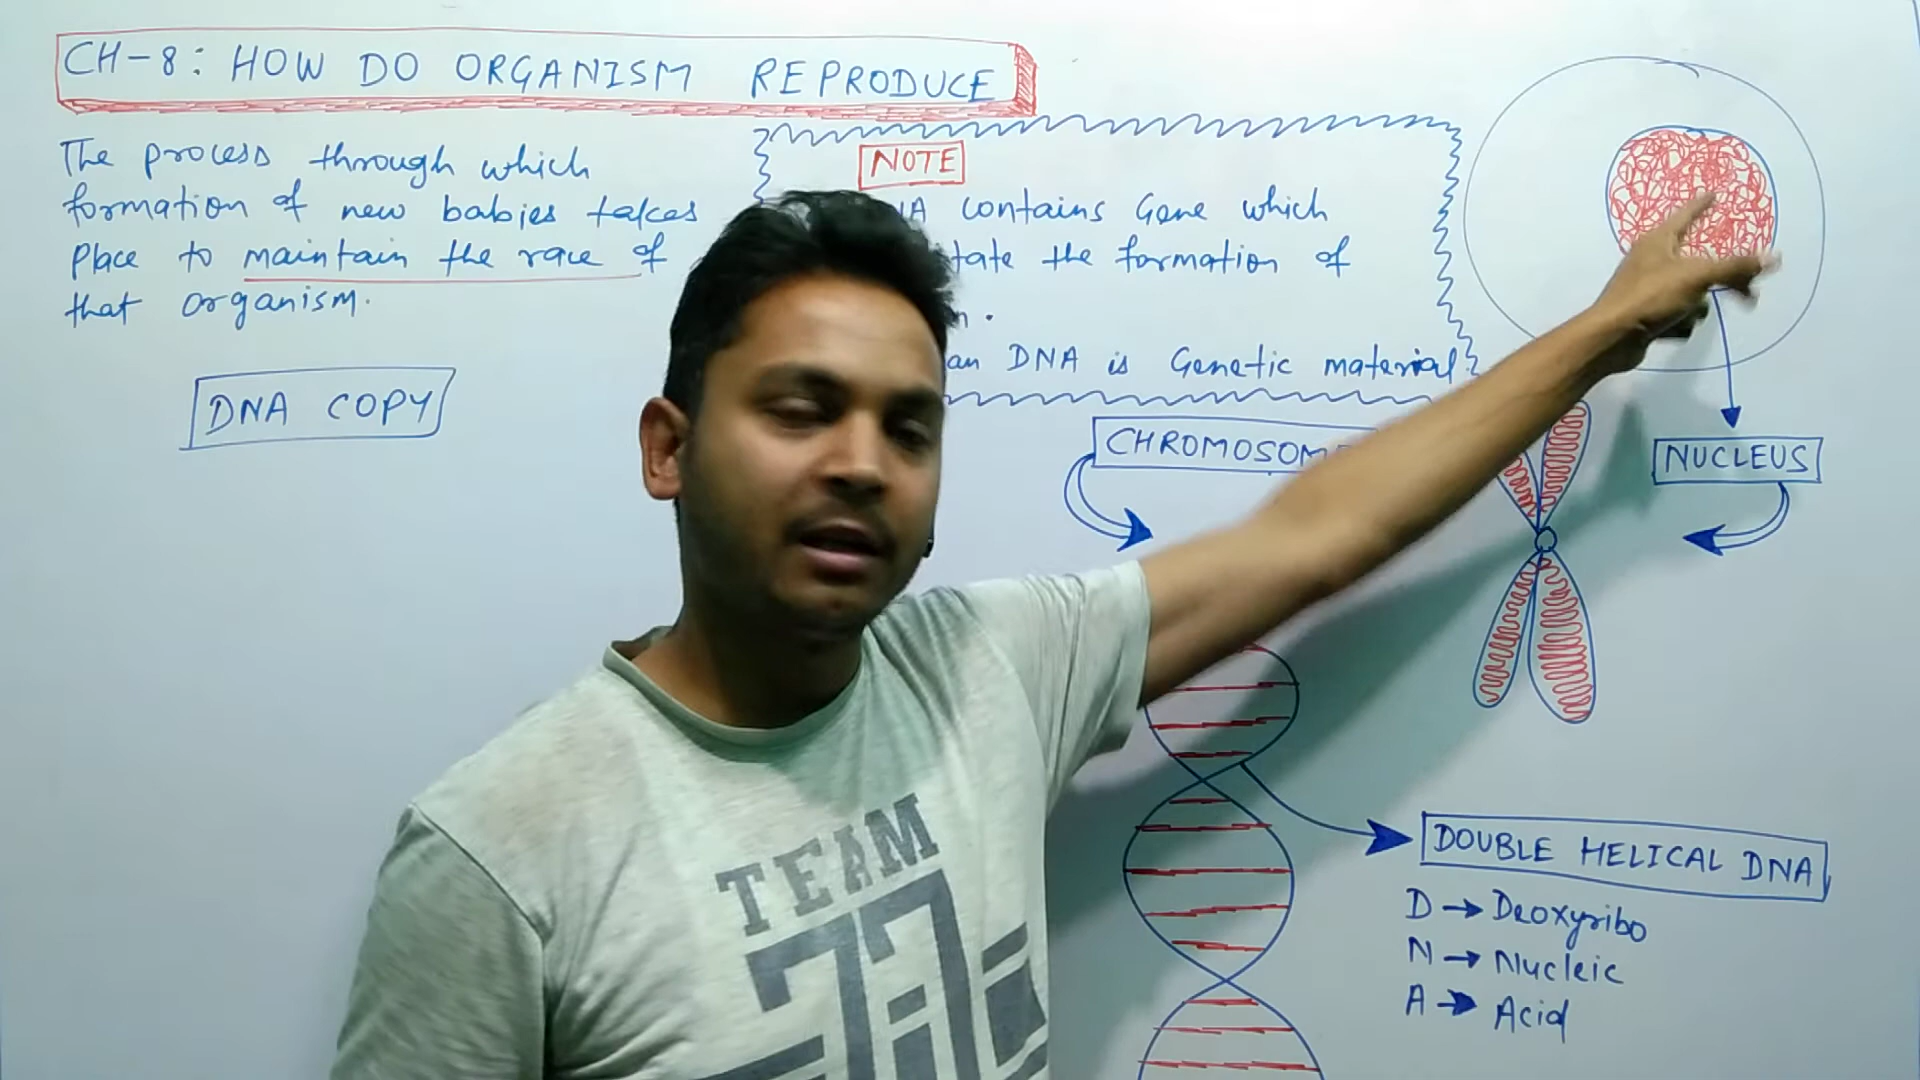 CH-8: HOW DO ORGANISM REPRODUCE
The process through which
formation of new babies takes
place to maintain the race of
that organism.
DNA COPY
NOTE
contains Gene which
the formation of
DNA is Genetic material
CHROMOSOM
NUCLEUS
DOUBLE HELICAL DNA
D → Deoxyribo
N → Nucleic
A → Acid
TEAM